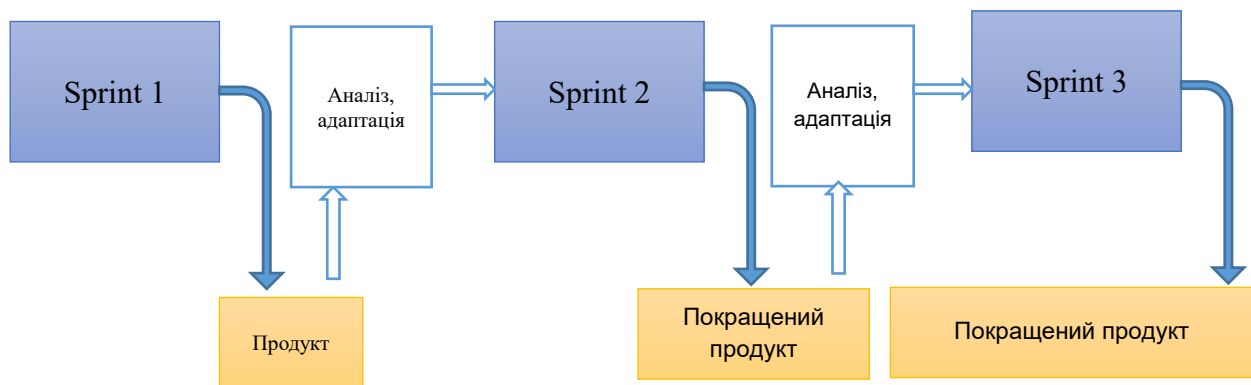 Sprint 1
Аналіз,
адаптація
Sprint 2
Аналіз,
адаптація
Sprint 3
Продукт
Покращений
продукт
Покращений продукт